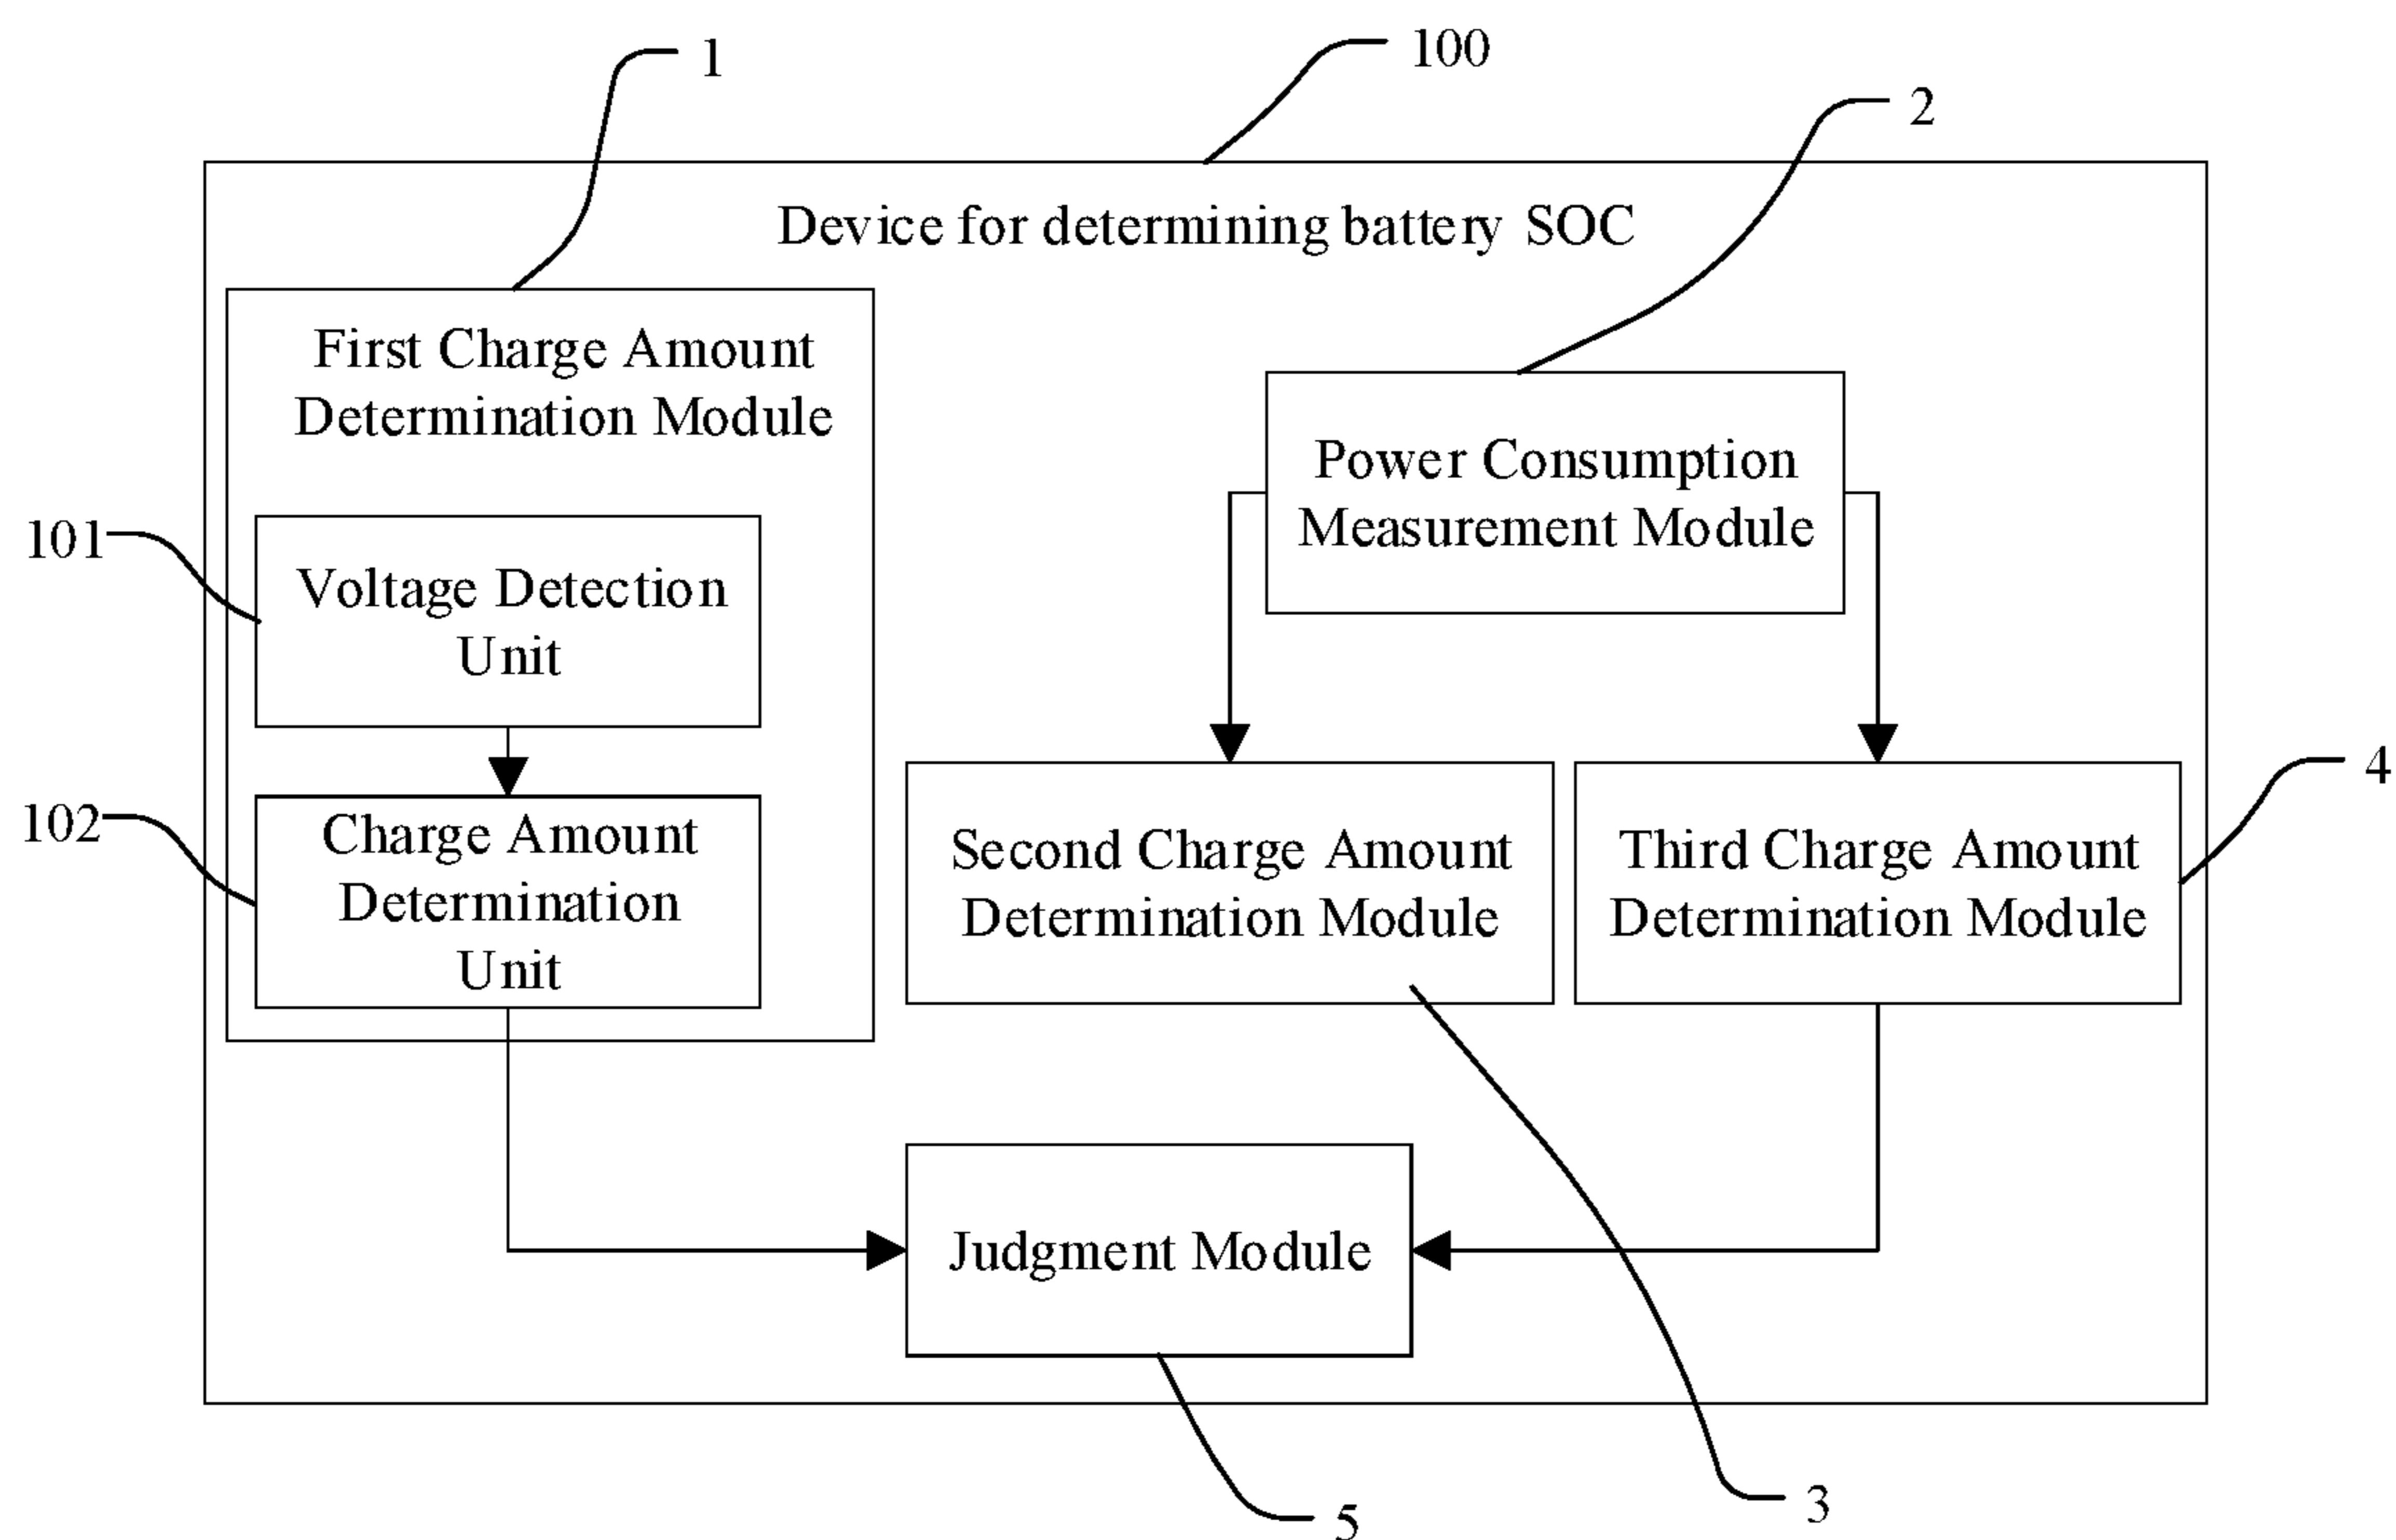 1
100
2
Device for determining battery SOC
First Charge Amount
Determination Module
Power Consumption
Measurement Module
101
Voltage Detection
Unit
102
Charge Amount
Determination
Unit
Second Charge Amount
Determination Module
Third Charge Amount
Determination Module
4
Judgment Module
5
3